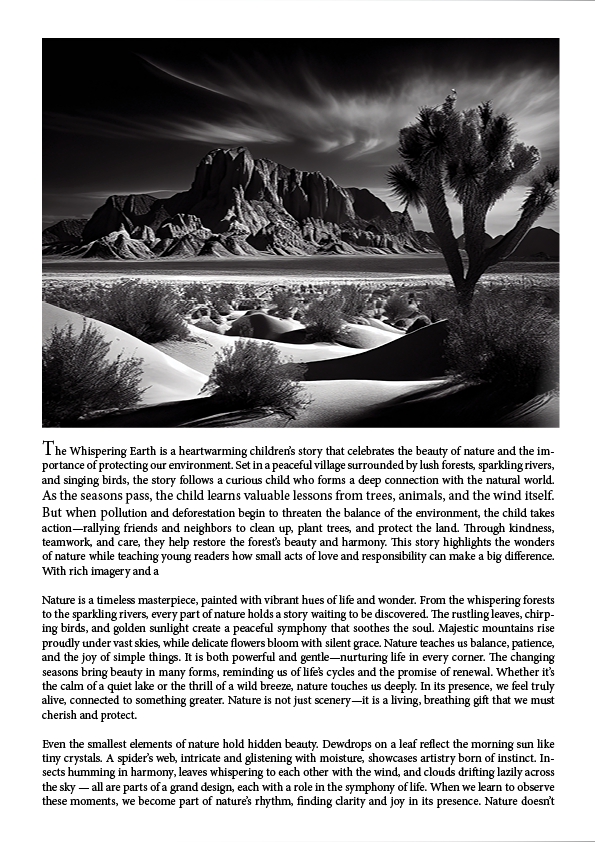 The Whispering Earth is a heartwarming children's story that celebrates the beauty of nature and the im-
portance of protecting our environment. Set in a peaceful village surrounded by lush forests, sparkling rivers,
and singing birds, the story follows a curious child who forms a deep connection with the natural world.
As the seasons pass, the child learns valuable lessons from trees, animals, and the wind itself.
But when pollution and deforestation begin to threaten the balance of the environment, the child takes
action—rallying friends and neighbors to clean up, plant trees, and protect the land. Through kindness,
teamwork, and care, they help restore the forest's beauty and harmony. This story highlights the wonders
of nature while teaching young readers how small acts of love and responsibility can make a big difference.
With rich imagery and a
Nature is a timeless masterpiece, painted with vibrant hues of life and wonder. From the whispering forests
to the sparkling rivers, every part of nature holds a story waiting to be discovered. The rustling leaves, chirp-
ing birds, and golden sunlight create a peaceful symphony that soothes the soul. Majestic mountains rise
proudly under vast skies, while delicate flowers bloom with silent grace. Nature teaches us balance, patience,
and the joy of simple things. It is both powerful and gentle—nurturing life in every corner. The changing
seasons bring beauty in many forms, reminding us of life's cycles and the promise of renewal. Whether it's
the calm of a quiet lake or the thrill of a wild breeze, nature touches us deeply. In its presence, we feel truly
alive, connected to something greater. Nature is not just scenery—it is a living, breathing gift that we must
cherish and protect.
Even the smallest elements of nature hold hidden beauty. Dewdrops on a leaf reflect the morning sun like
tiny crystals. A spider's web, intricate and glistening with moisture, showcases artistry born of instinct. In-
sects humming in harmony, leaves whispering to each other with the wind, and clouds drifting lazily across
the sky — all are parts of a grand design, each with a role in the symphony of life. When we learn to observe
these moments, we become part of nature's rhythm, finding clarity and joy in its presence. Nature doesn't